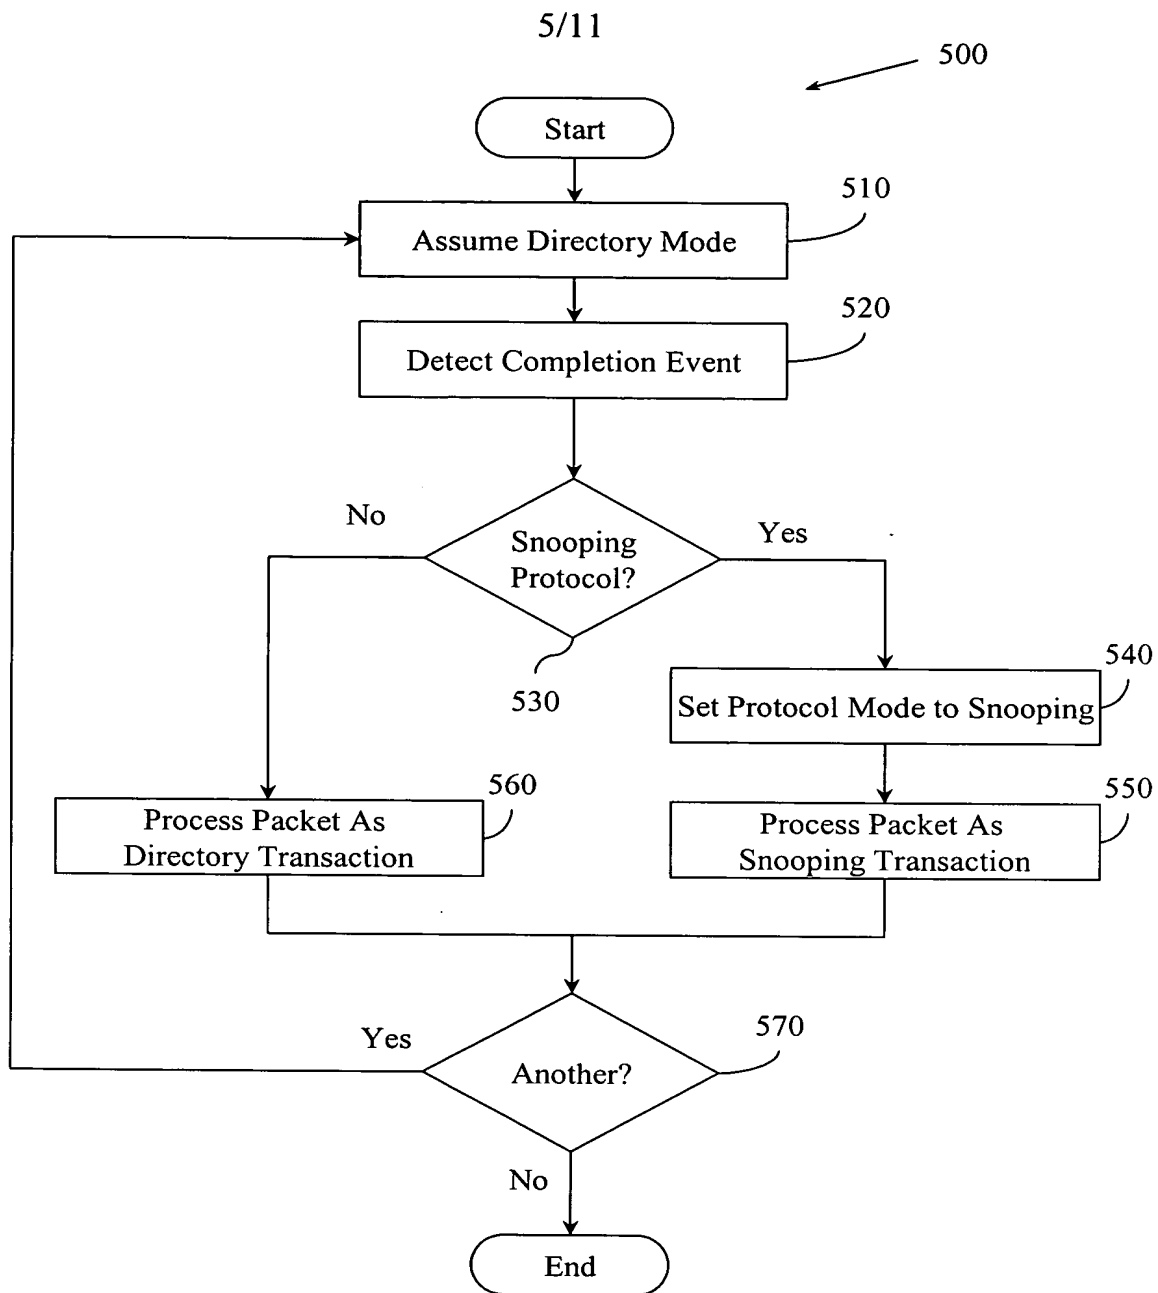 5/11
500
Start
510
Assume Directory Mode
520
Detect Completion Event
No
Snooping
Protocol?
Yes
530
540
Set Protocol Mode to Snooping
560
Process Packet As
Directory Transaction
550
Process Packet As
Snooping Transaction
Yes
570
Another?
No
End